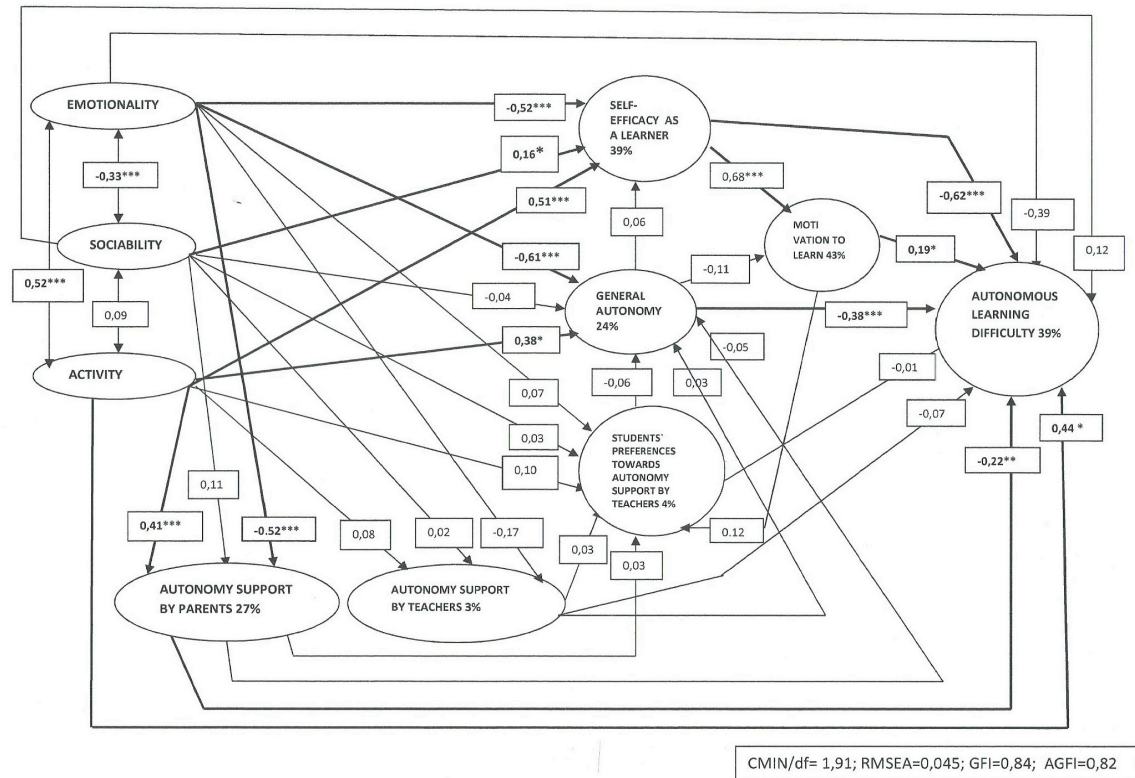 EMOTIONALITY
-0,52***
SELF-
EFFICACY AS
A LEARNER
39%
0,16*
-0,33***
0,68***
-0,62***
0,51***
MOTI
VATION TO
LEARN 43%
-0,39
0,06
0,12
SOCIABILITY
-0,61***
0,19*
-0,11
0,52***
-0,04
GENERAL
AUTONOMY
24%
AUTONOMOUS
LEARNING
DIFFICULTY 39%
0,09
-0,38***
0,38*
-0,05
ACTIVITY
-0,06
0,03
-0,01
0,07
-0,07
0,03
STUDENTS`
PREFERENCES
TOWARDS
AUTONOMY
SUPPORT BY
TEACHERS 4%
0,44 *
-0,22**
0,10
0,11
0,41***
-0.52***
0,08
0,02
-0,17
0.12
0,03
0,03
AUTONOMY SUPPORT
BY PARENTS 27%
AUTONOMY SUPPORT
BY TEACHERS 3%
CMIN/df= 1,91; RMSEA=0,045; GFI=0,84; AGFI=0,82